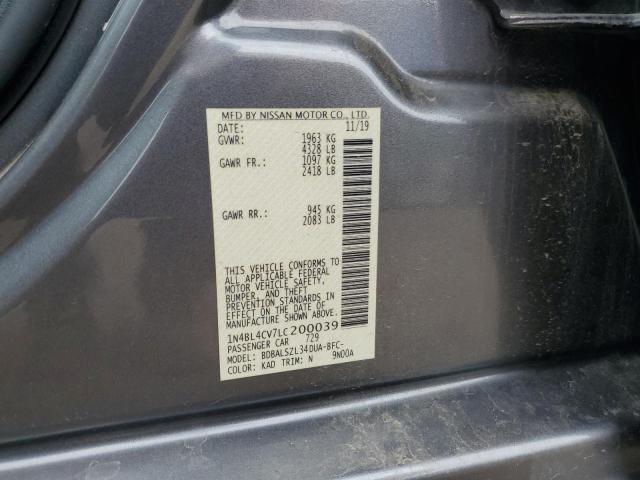 MFD BY NISSAN MOTOR CO., LTD.
DATE: 11/19
GVWR: 1963 KG
4328 LB
GAWR FR.: 1097 KG
2418 LB
GAWR RR.: 945 KG
2083 LB
THIS VEHICLE CONFORMS TO
ALL APPLICABLE FEDERAL
MOTOR VEHICLE SAFETY,
BUMPER, AND THEFT
PREVENTION STANDARDS IN
EFFECT ON THE DATE OF
MANUFACTURE SHOWN ABOVE.
1N4BL4CV7LC200039
PASSENGER CAR 729
MODEL: BDBALSZL34DUA-BFC-
COLOR: KAD TRIM: N 9N00A